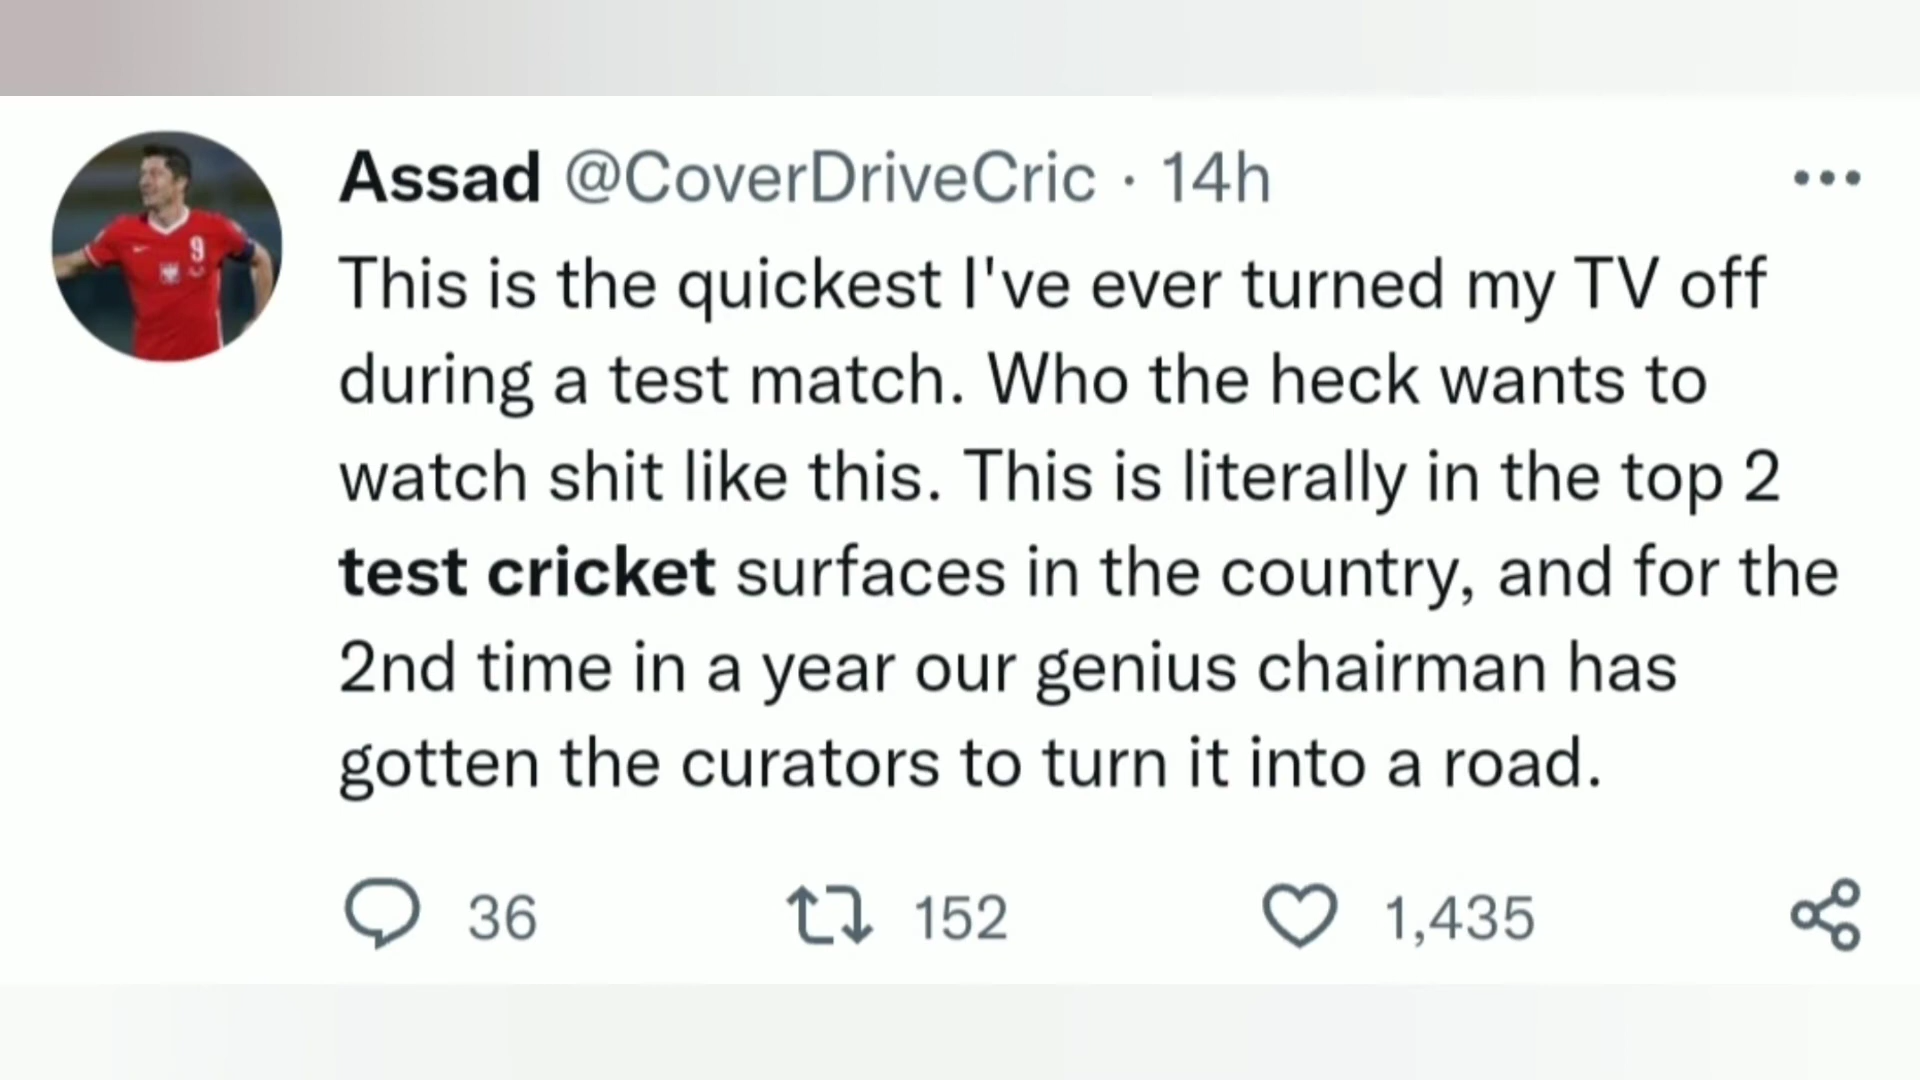 Assad @CoverDriveCric · 14h
This is the quickest I've ever turned my TV off
during a test match. Who the heck wants to
watch shit like this. This is literally in the top 2
test cricket surfaces in the country, and for the
2nd time in a year our genius chairman has
gotten the curators to turn it into a road.
36 152 1,435
9